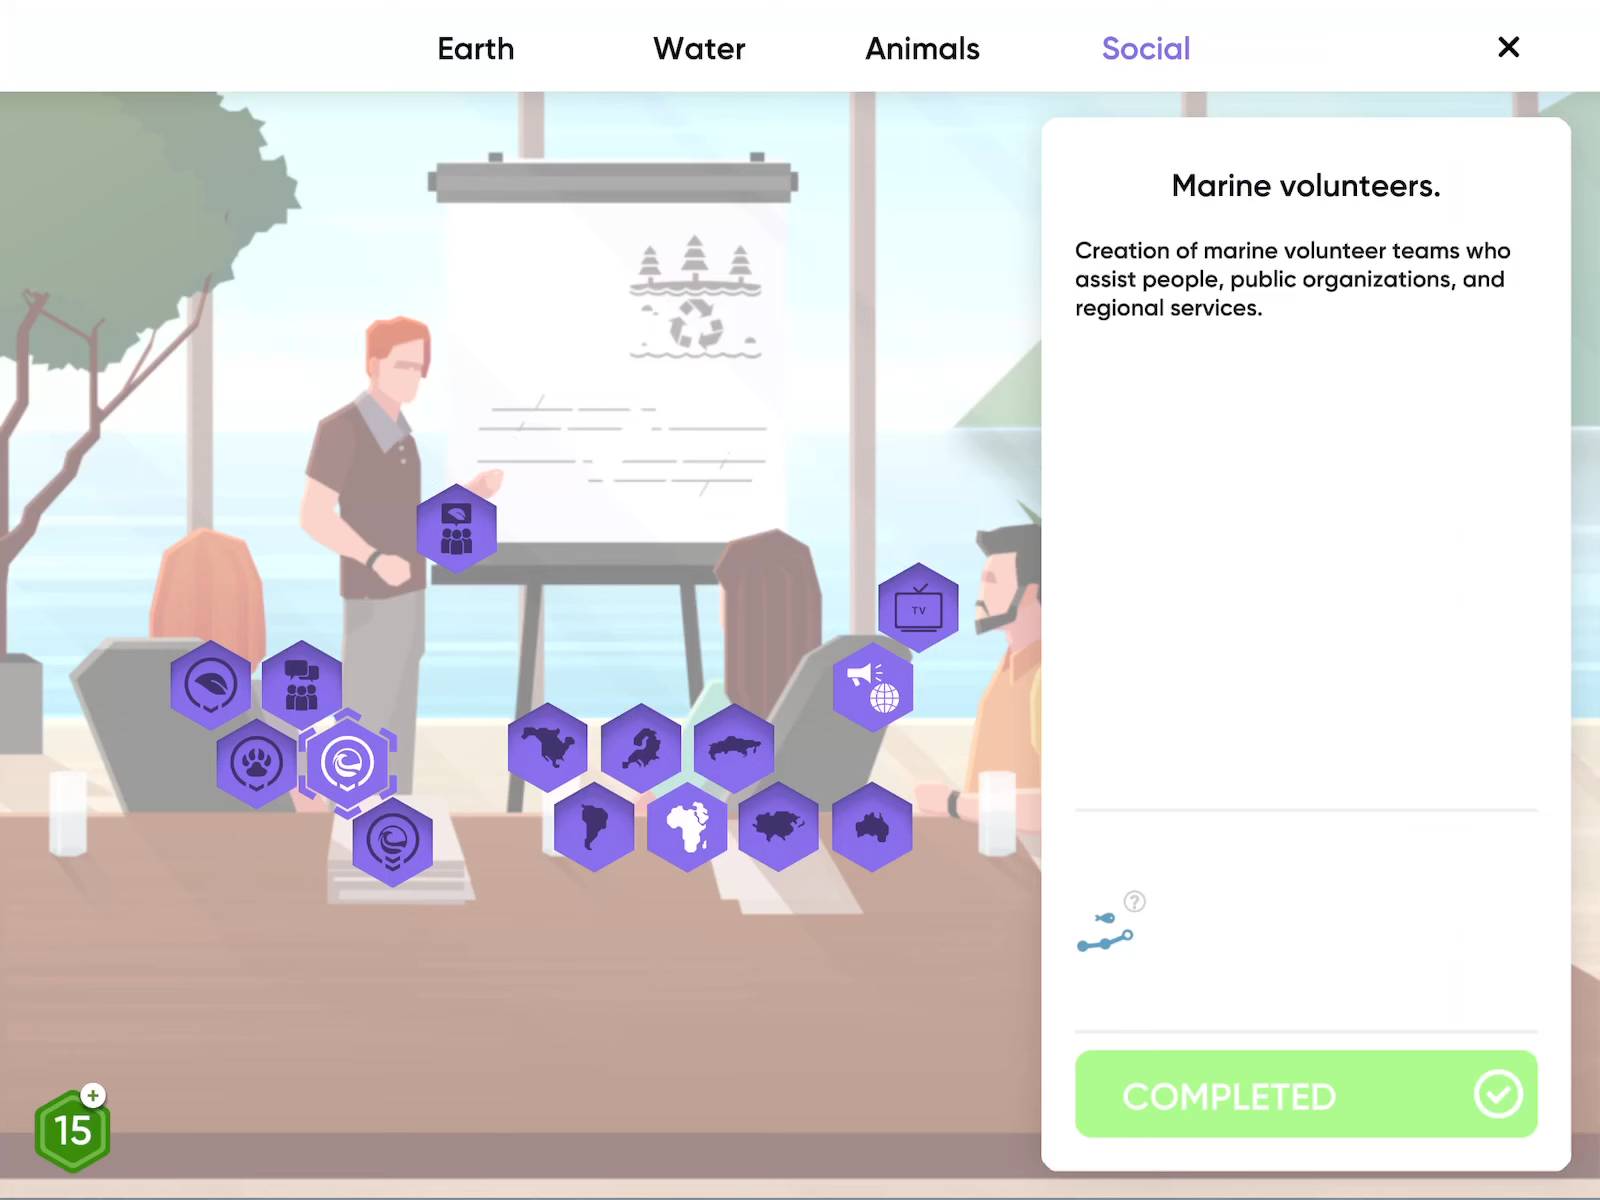 Earth
Water
Animals
Social
Marine volunteers.
Creation of marine volunteer teams who
assist people, public organizations, and
regional services.
TV
?
COMPLETED
+
15